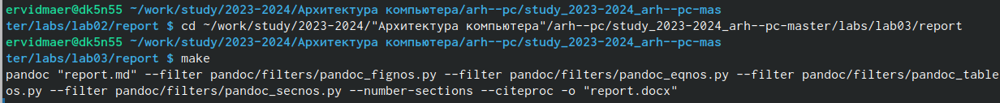 ervidmaer@dk5n55 ~/work/study/2023-2024/Архитектура компьютера/arh--pc/study_2023-2024_arh--pc-mas
ter/labs/lab02/report $ cd ~/work/study/2023-2024/"Архитектура компьютера"/arh--pc/study_2023-2024_arh--pc-master/labs/lab03/report
ervidmaer@dk5n55 ~/work/study/2023-2024/Архитектура компьютера/arh--pc/study_2023-2024_arh--pc-mas
ter/labs/lab03/report $ make
pandoc "report.md" --filter pandoc/filters/pandoc_fignos.py --filter pandoc/filters/pandoc_eqnos.py --filter pandoc/filters/pandoc_table
os.py --filter pandoc/filters/pandoc_secnos.py --number-sections --citeproc -o "report.docx"